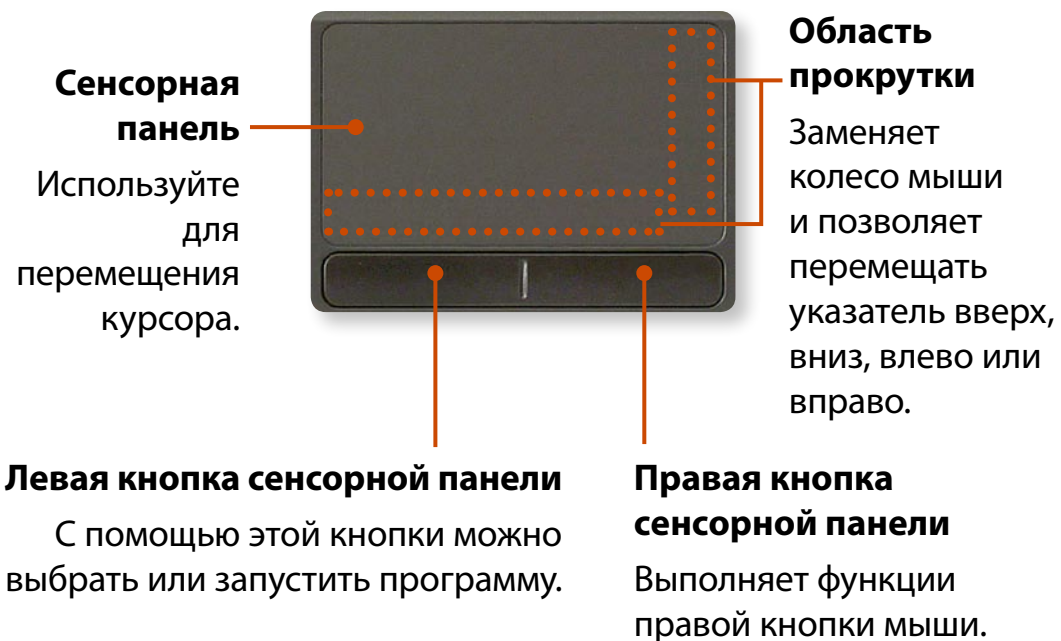 Сенсорная
панель
Используйте
для
перемещения
курсора.
Область
прокрутки
Заменяет
колесо мыши
и позволяет
перемещать
указатель вверх,
вниз, влево или
вправо.
Левая кнопка сенсорной панели
С помощью этой кнопки можно
выбрать или запустить программу.
Правая кнопка
сенсорной панели
Выполняет функции
правой кнопки мыши.